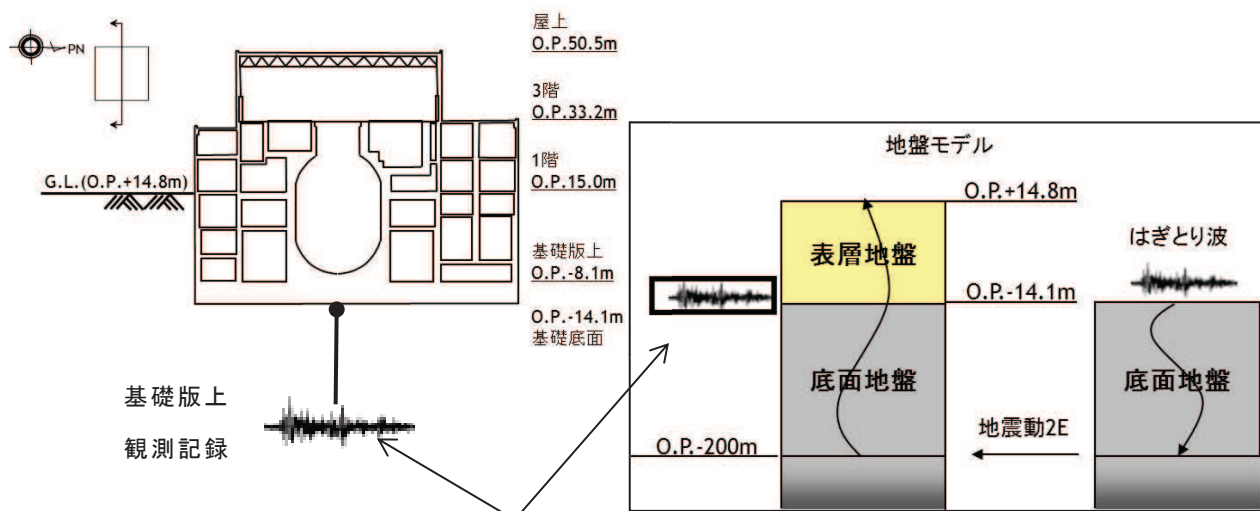 PN
屋上
O.P.50.5m
3階
O.P.33.2m
1階
O.P.15.0m
G.L.(O.P.+14.8m)
基礎版上
O.P.-8.1m
O.P.-14.1m
基礎底面
基礎版上
観測記録
地盤モデル
O.P.+14.8m
表層地盤
はぎとり波
O.P.-14.1m
底面地盤
底面地盤
地震動2E
O.P.-200m